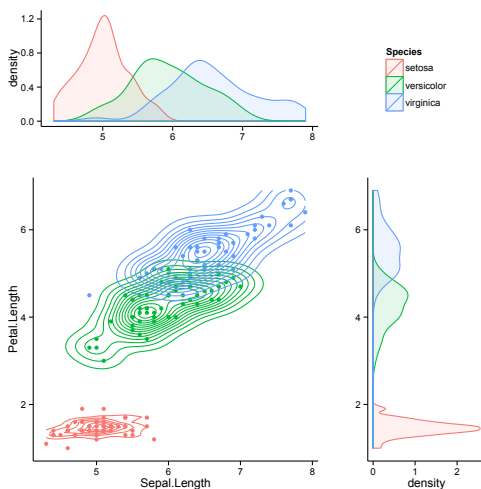 density
1.2
0.8
0.4
0.0
5
6
7
8
Species
setosa
versicolor
virginica
Petal.Length
6
4
2
5
6
7
8
Sepal.Length
6
4
2
0
1
2
density